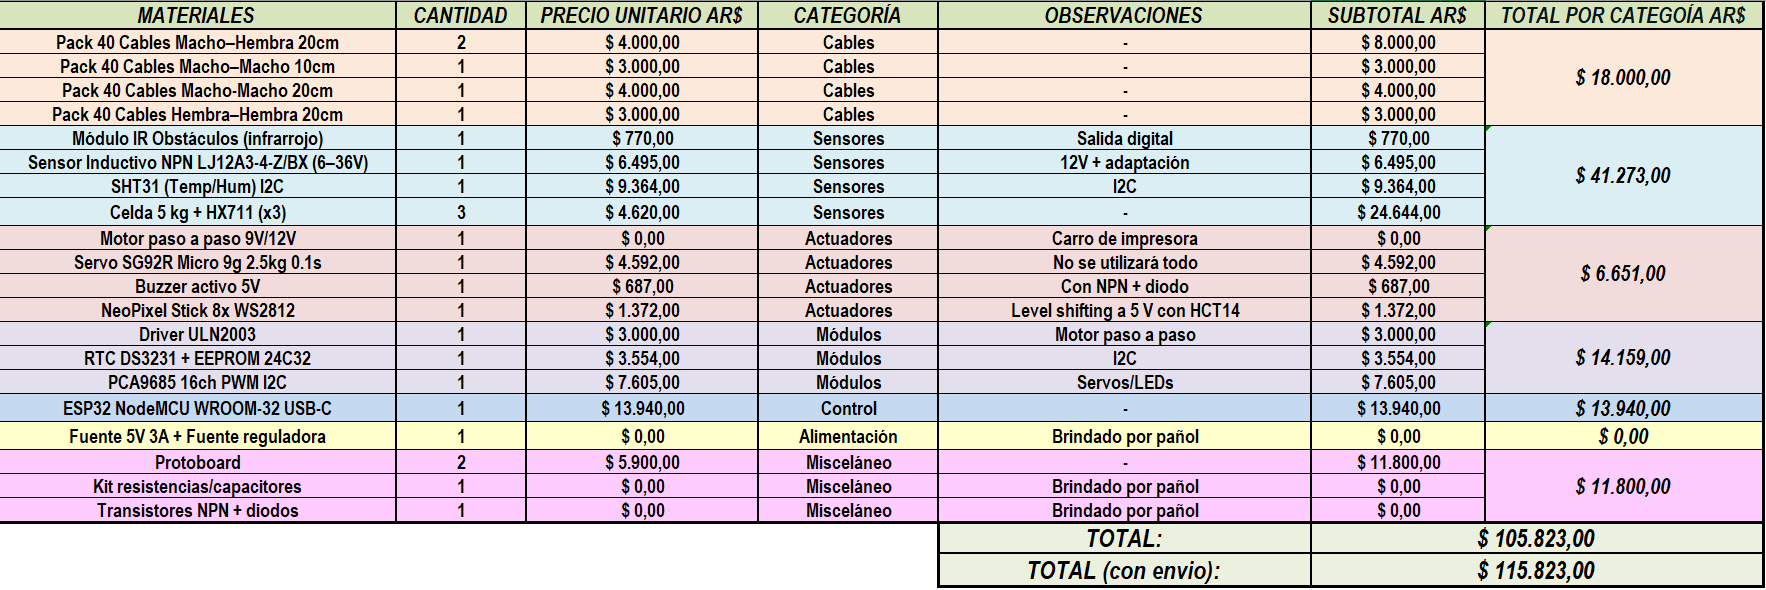 MATERIALES CANTIDAD PRECIO UNITARIO AR$ CATEGORÍA OBSERVACIONES SUBTOTAL AR$ TOTAL POR CATEGOÍA AR$
Pack 40 Cables Macho–Hembra 20cm 2 $ 4.000,00 Cables - $ 8.000,00
Pack 40 Cables Macho–Macho 10cm 1 $ 3.000,00 Cables - $ 3.000,00
$ 18.000,00
Pack 40 Cables Macho-Macho 20cm 1 $ 4.000,00 Cables - $ 4.000,00
Pack 40 Cables Hembra–Hembra 20cm 1 $ 3.000,00 Cables - $ 3.000,00
Módulo IR Obstáculos (infrarrojo) 1 $ 770,00 Sensores Salida digital $ 770,00
Sensor Inductivo NPN LJ12A3-4-Z/BX (6–36V) 1 $ 6.495,00 Sensores 12V + adaptación $ 6.495,00
$ 41.273,00
SHT31 (Temp/Hum) I2C 1 $ 9.364,00 Sensores I2C $ 9.364,00
Celda 5 kg + HX711 (x3) 3 $ 4.620,00 Sensores - $ 24.644,00
Motor paso a paso 9V/12V 1 $ 0,00 Actuadores Carro de impresora $ 0,00
Servo SG92R Micro 9g 2.5kg 0.1s 1 $ 4.592,00 Actuadores No se utilizará todo $ 4.592,00
$ 6.651,00
Buzzer activo 5V 1 $ 687,00 Actuadores Con NPN + diodo $ 687,00
NeoPixel Stick 8x WS2812 1 $ 1.372,00 Actuadores Level shifting a 5 V con HCT14 $ 1.372,00
Driver ULN2003 1 $ 3.000,00 Módulos Motor paso a paso $ 3.000,00
RTC DS3231 + EEPROM 24C32 1 $ 3.554,00 Módulos I2C $ 3.554,00 $ 14.159,00
PCA9685 16ch PWM I2C 1 $ 7.605,00 Módulos Servos/LEDs $ 7.605,00
ESP32 NodeMCU WROOM-32 USB-C 1 $ 13.940,00 Control - $ 13.940,00 $ 13.940,00
Fuente 5V 3A + Fuente reguladora 1 $ 0,00 Alimentación Brindado por pañol $ 0,00 $ 0,00
Protoboard 2 $ 5.900,00 Misceláneo - $ 11.800,00
Kit resistencias/capacitores 1 $ 0,00 Misceláneo Brindado por pañol $ 0,00 $ 11.800,00
Transistores NPN + diodos 1 $ 0,00 Misceláneo Brindado por pañol $ 0,00
TOTAL: $ 105.823,00
TOTAL (con envio): $ 115.823,00